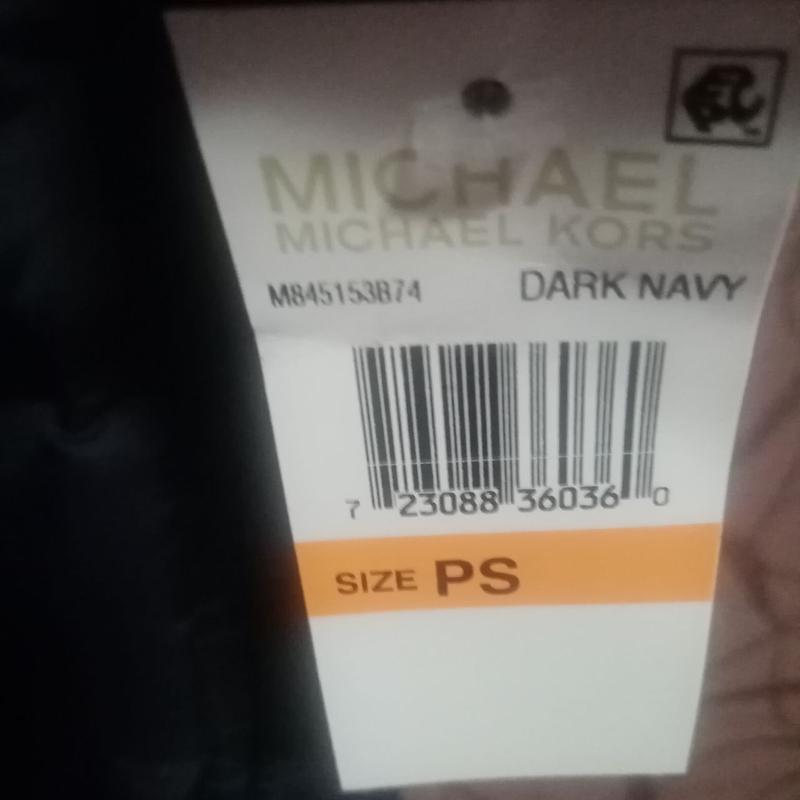 MICHAEL
MICHAEL KORS
M845153B74 DARK NAVY
7 23088 36036 0
SIZE PS